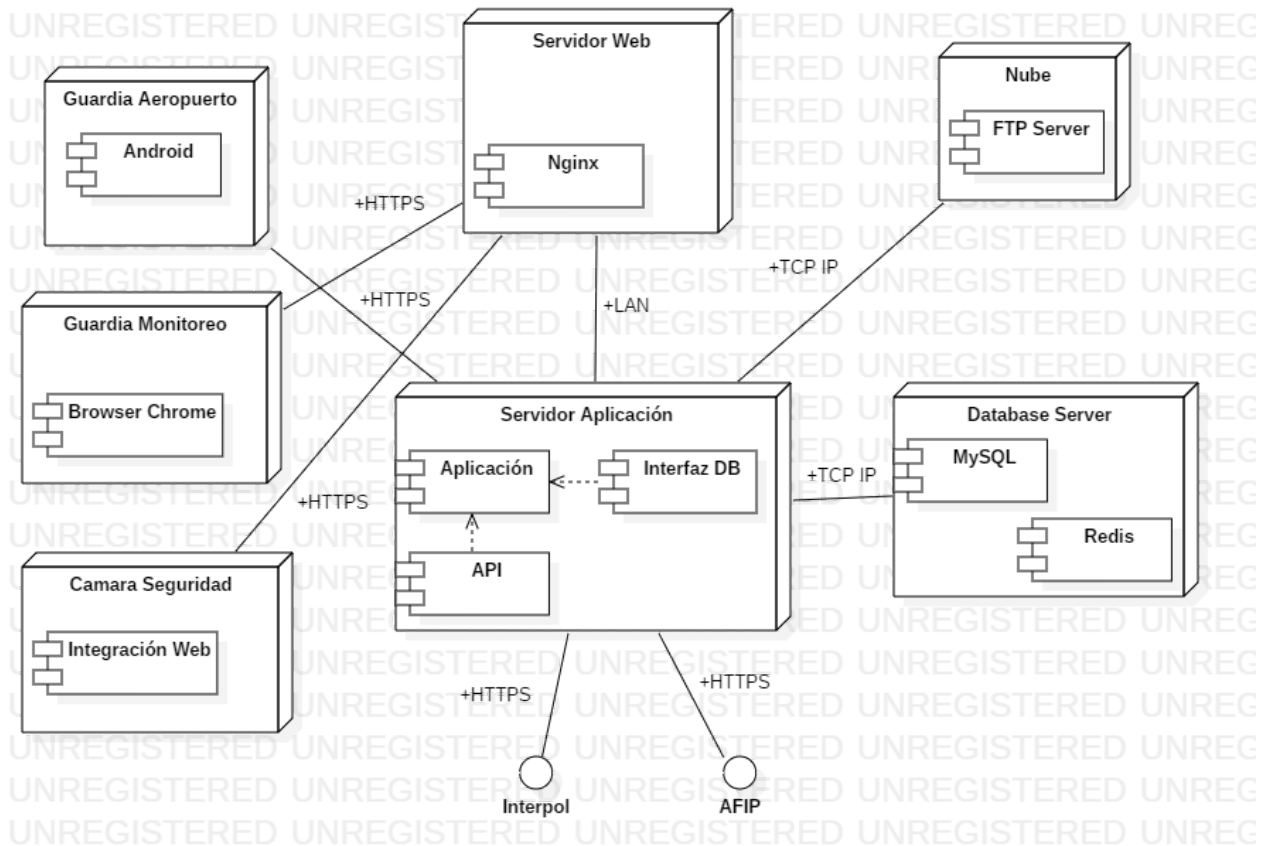 Servidor Web
Nginx
Guardia Aeropuerto
Android
Nube
FTP Server
+HTTPS
+HTTPS
+LAN
+TCP IP
Guardia Monitoreo
Browser Chrome
+HTTPS
Servidor Aplicación
Aplicación
Interfaz DB
API
+TCP IP
Database Server
MySQL
Redis
Camara Seguridad
Integración Web
+HTTPS
+HTTPS
Interpol
AFIP
UNREGISTERED UNREGISTERED UNREGISTERED UNREGISTERED UNREG